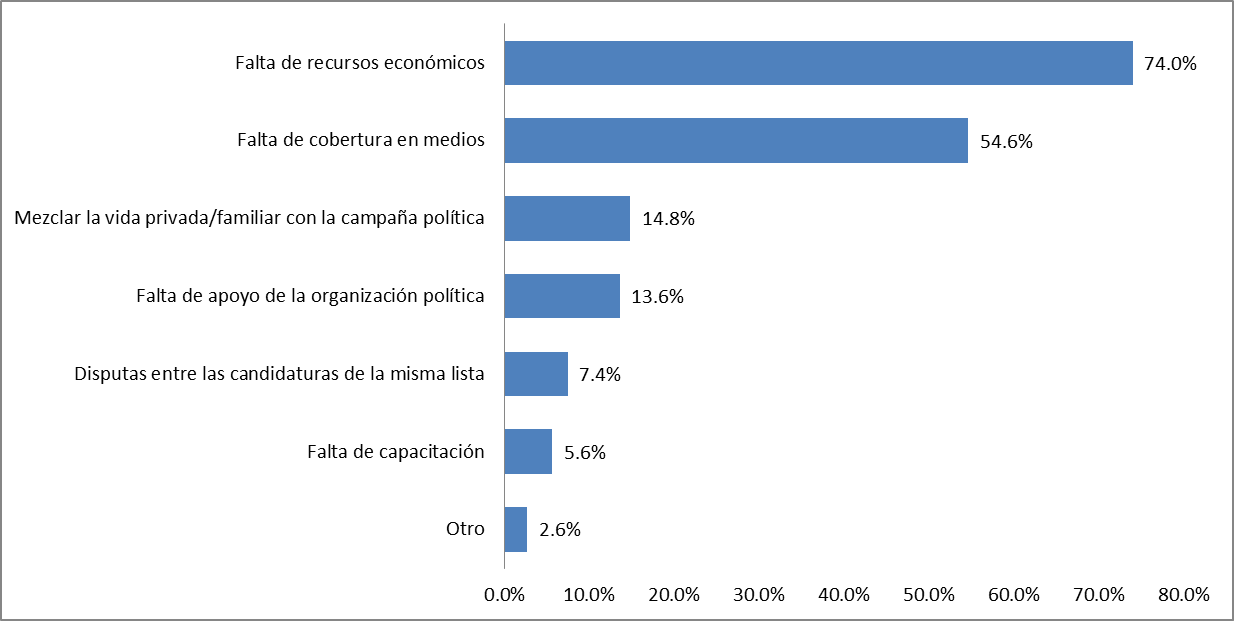 Falta de recursos económicos 74.0%
Falta de cobertura en medios 54.6%
Mezclar la vida privada/familiar con la campaña política 14.8%
Falta de apoyo de la organización política 13.6%
Disputas entre las candidaturas de la misma lista 7.4%
Falta de capacitación 5.6%
Otro 2.6%
0.0% 10.0% 20.0% 30.0% 40.0% 50.0% 60.0% 70.0% 80.0%